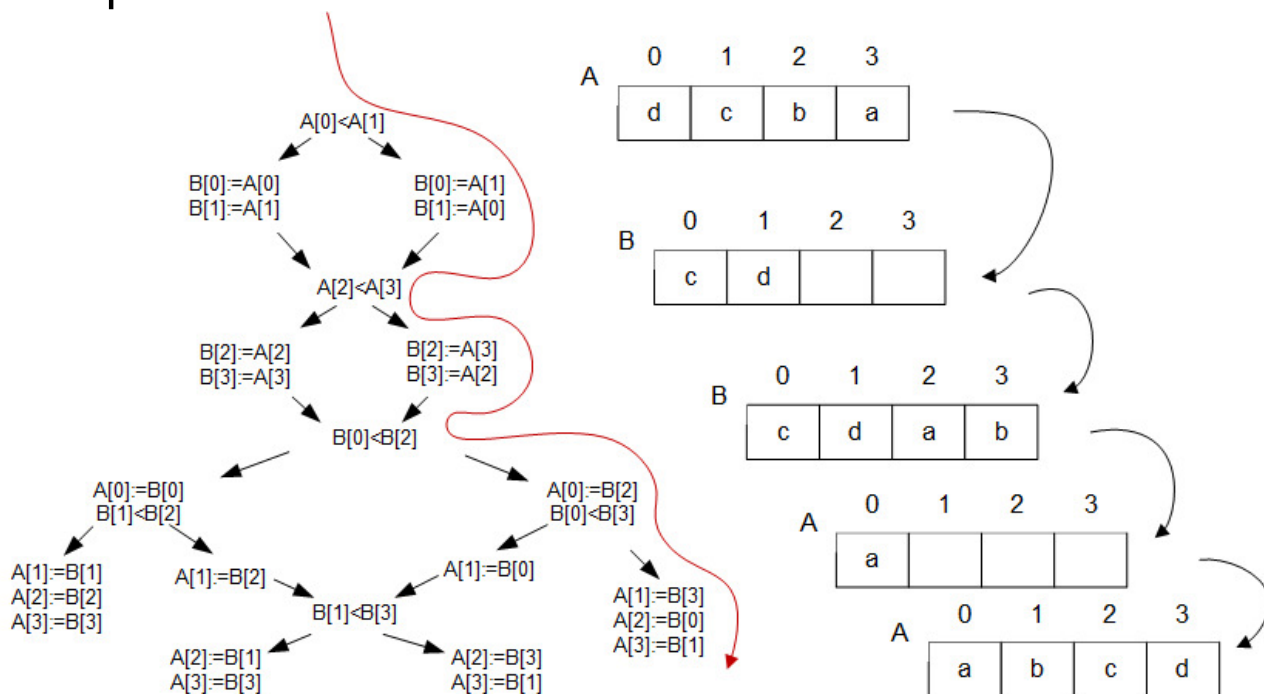 A[0]<A[1]
B[0]:=A[0]
B[1]:=A[1]
B[0]:=A[1]
B[1]:=A[0]
A[2]<A[3]
B[2]:=A[2]
B[3]:=A[3]
B[2]:=A[3]
B[3]:=A[2]
B[0]<B[2]
A[0]:=B[0]
B[1]<B[2]
A[0]:=B[2]
B[0]<B[3]
A[1]:=B[1]
A[2]:=B[2]
A[3]:=B[3]
A[1]:=B[2]
A[1]:=B[0]
A[1]:=B[3]
A[2]:=B[0]
A[3]:=B[1]
B[1]<B[3]
A[2]:=B[1]
A[3]:=B[3]
A[2]:=B[3]
A[3]:=B[1]
0 1 2 3
A
d c b a
0 1 2 3
B
c d
0 1 2 3
B
c d a b
0 1 2 3
A
a
0 1 2 3
A
a b c d